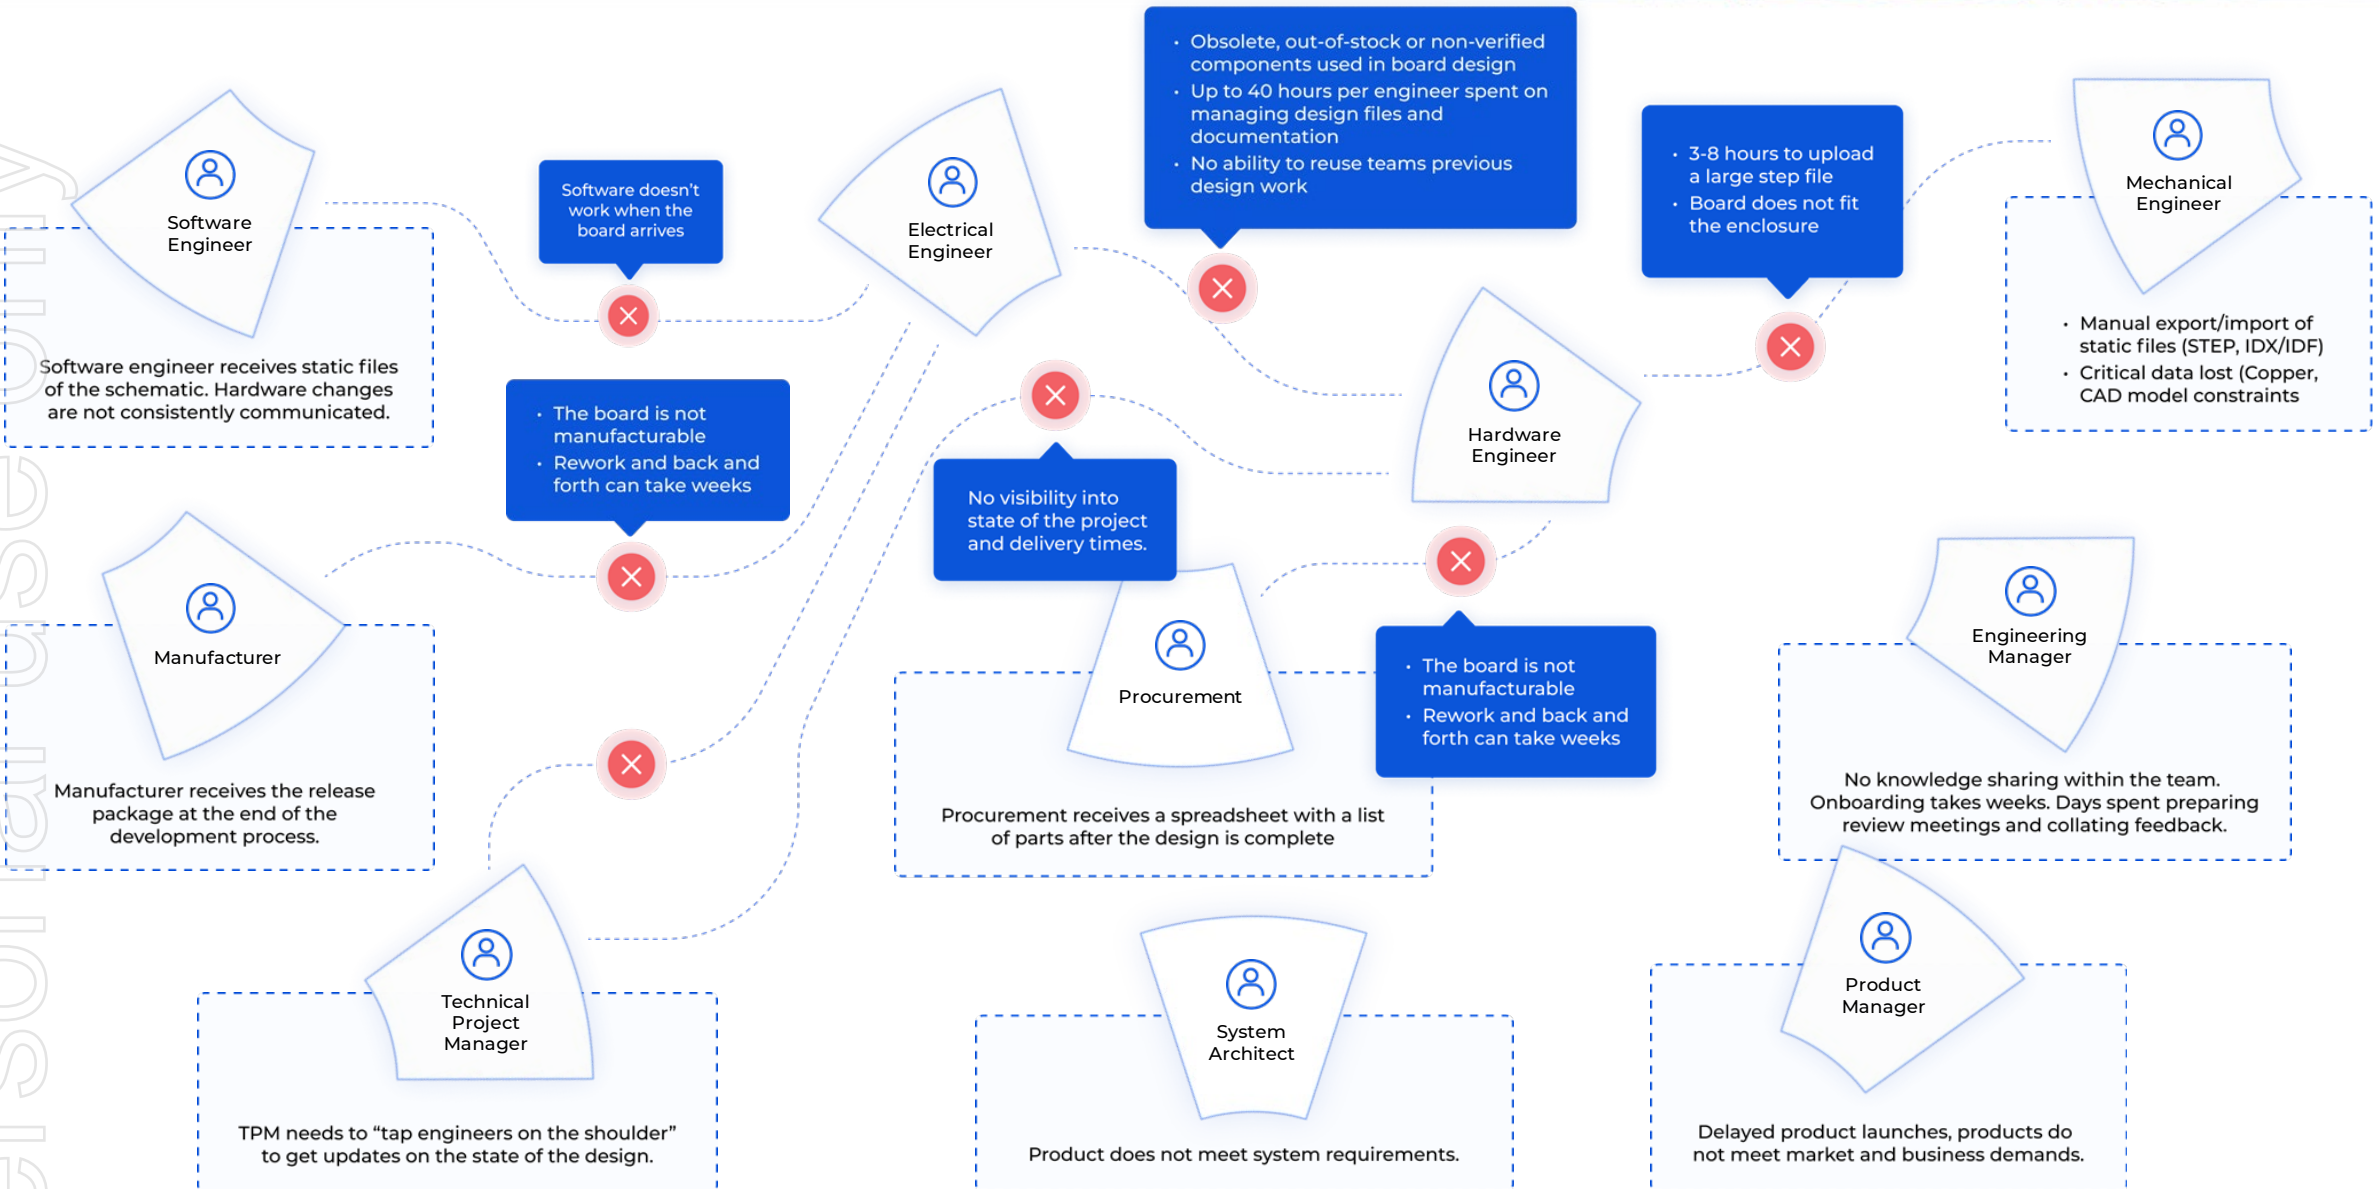 • Obsolete, out-of-stock or non-verified
components used in board design
• Up to 40 hours per engineer spent on
managing design files and
documentation
• No ability to reuse teams previous
design work
• 3-8 hours to upload
a large step file
• Board does not fit
the enclosure
Mechanical
Engineer
• Manual export/import of
static files (STEP, IDX/IDF)
• Critical data lost (Copper,
CAD model constraints
Software
Engineer
Software engineer receives static files
of the schematic. Hardware changes
are not consistently communicated.
Software doesn’t
work when the
board arrives
Electrical
Engineer
• The board is not
manufacturable
• Rework and back and
forth can take weeks
No visibility into
state of the project
and delivery times.
Hardware
Engineer
Manufacturer
Manufacturer receives the release
package at the end of the
development process.
Procurement
Procurement receives a spreadsheet with a list
of parts after the design is complete
• The board is not
manufacturable
• Rework and back and
forth can take weeks
Engineering
Manager
No knowledge sharing within the team.
Onboarding takes weeks. Days spent preparing
review meetings and collating feedback.
Technical
Project
Manager
TPM needs to “tap engineers on the shoulder”
to get updates on the state of the design.
System
Architect
Product does not meet system requirements.
Product
Manager
Delayed product launches, products do
not meet market and business demands.